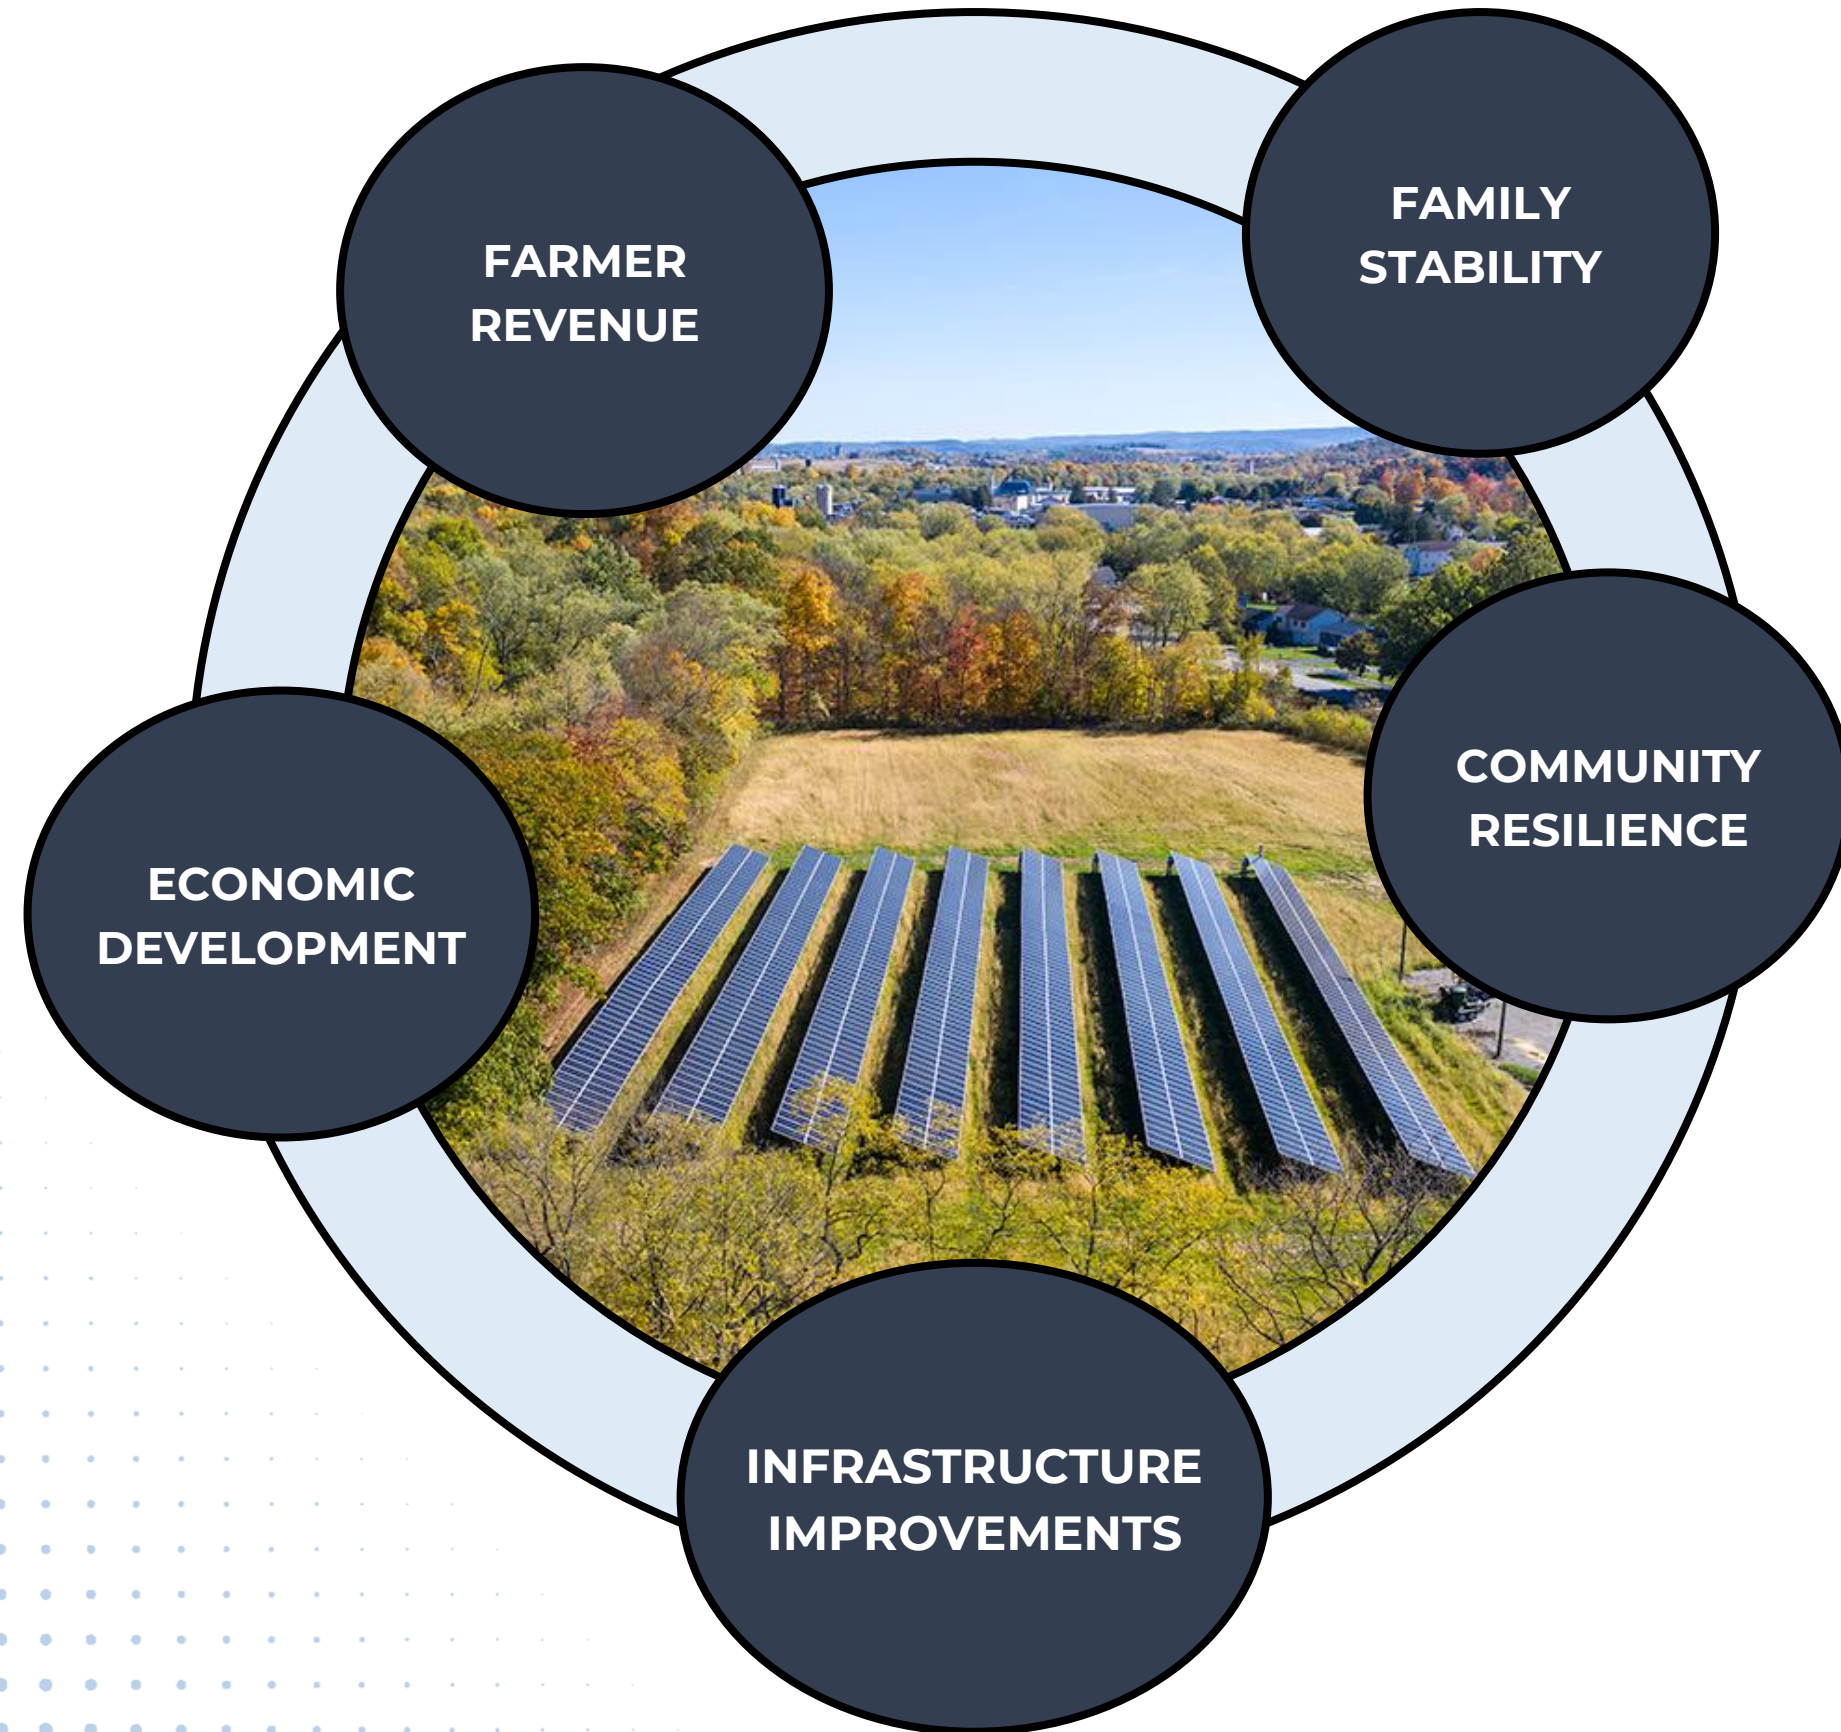 FARMER
REVENUE
FAMILY
STABILITY
COMMUNITY
RESILIENCE
ECONOMIC
DEVELOPMENT
INFRASTRUCTURE
IMPROVEMENTS